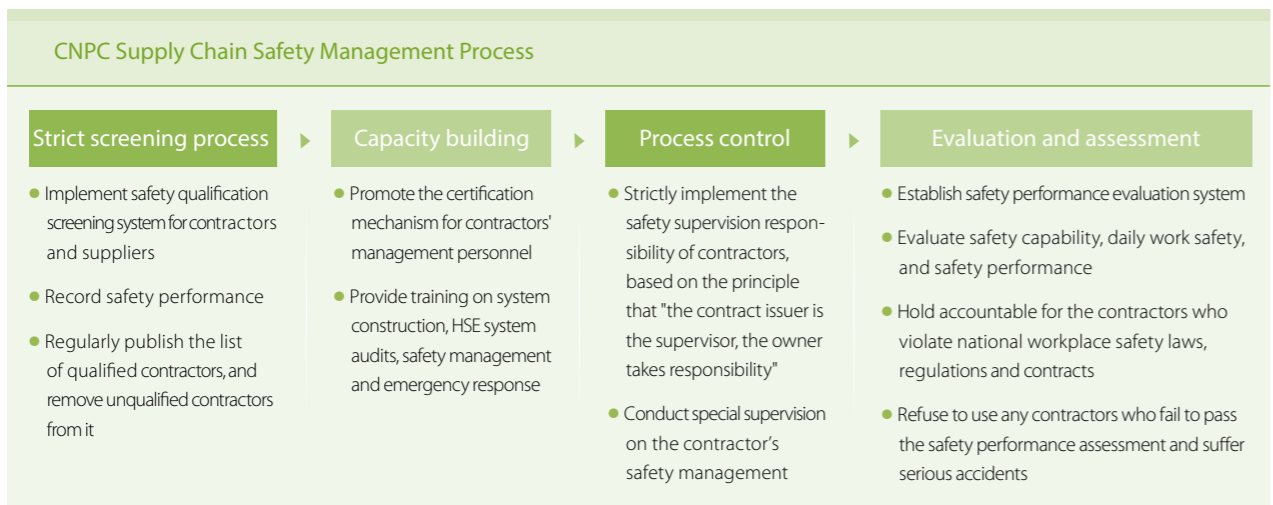 CNPC Supply Chain Safety Management Process
Strict screening process
Implement safety qualification
screening system for contractors
and suppliers
Record safety performance
Regularly publish the list
of qualified contractors, and
remove unqualified contractors
from it
Capacity building
Promote the certification
mechanism for contractors'
management personnel
Provide training on system
construction, HSE system
audits, safety management
and emergency response
Process control
Strictly implement the
safety supervision respon-
sibility of contractors,
based on the principle
that "the contract issuer is
the supervisor, the owner
takes responsibility"
Conduct special supervision
on the contractor's
safety management
Evaluation and assessment
Establish safety performance evaluation system
Evaluate safety capability, daily work safety,
and safety performance
Hold accountable for the contractors who
violate national workplace safety laws,
regulations and contracts
Refuse to use any contractors who fail to pass
the safety performance assessment and suffer
serious accidents